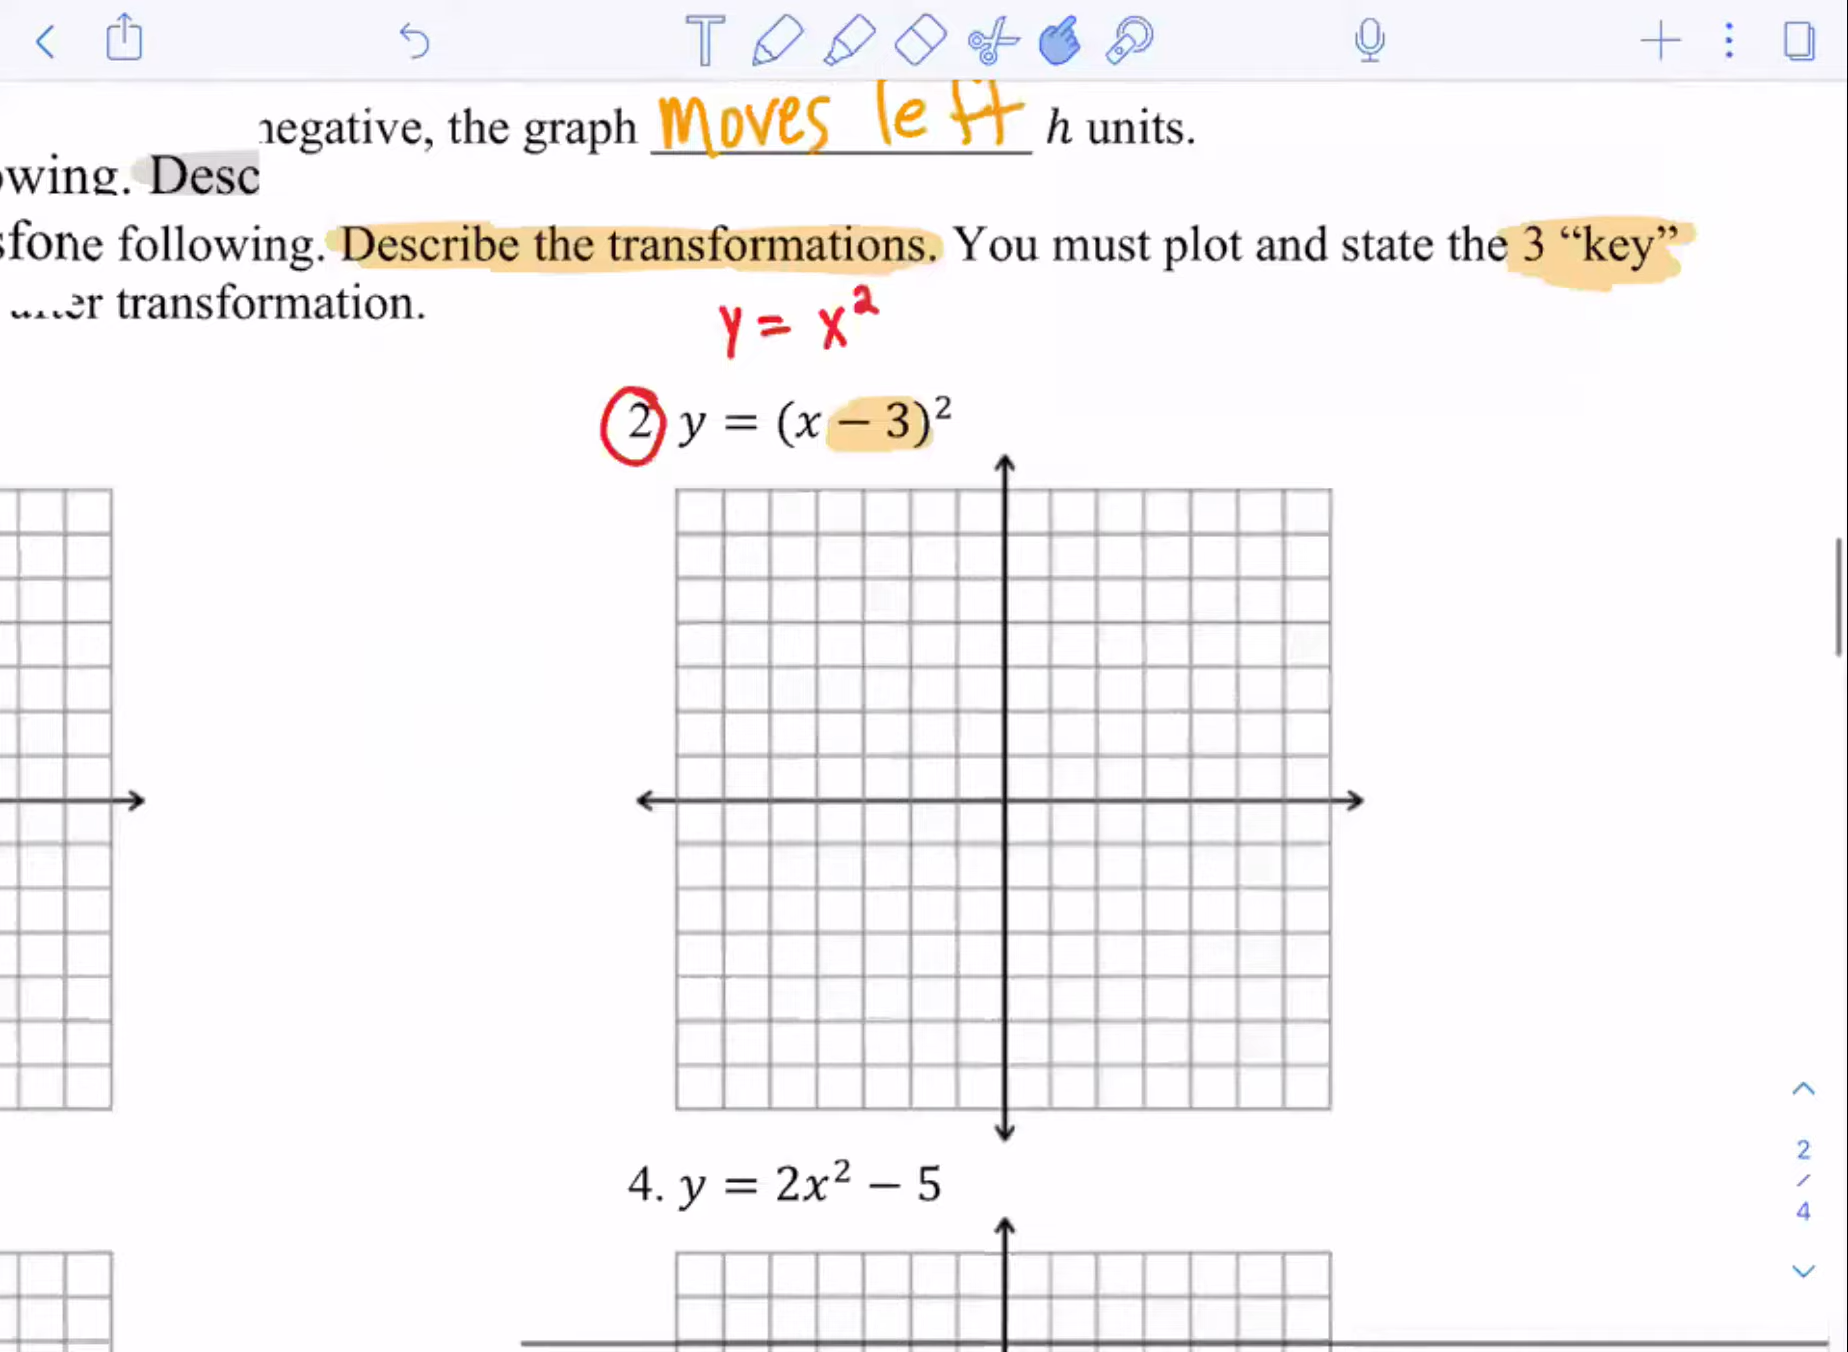 negative, the graph moves left h units.
wing. Desc
sfone following. Describe the transformations. You must plot and state the 3 “key”
er transformation.
y = x²
2 y = (x − 3)²
4. y = 2x² − 5
2
/
4